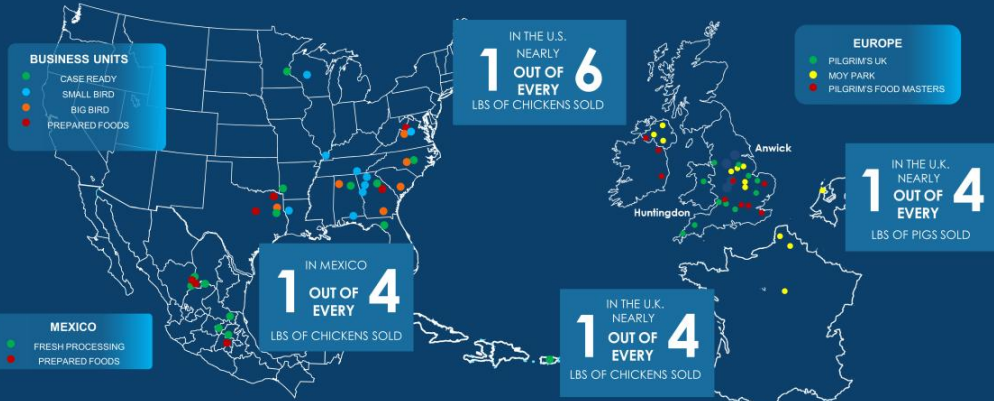 BUSINESS UNITS
CASE READY
SMALL BIRD
BIG BIRD
PREPARED FOODS
IN THE U.S.
NEARLY
1 OUT OF EVERY 6
LBS OF CHICKENS SOLD
EUROPE
PILGRIM'S UK
MOY PARK
PILGRIM'S FOOD MASTERS
Anwick
Huntingdon
IN THE U.K.
NEARLY
1 OUT OF EVERY 4
LBS OF PIGS SOLD
IN MEXICO
1 OUT OF EVERY 4
LBS OF CHICKENS SOLD
IN THE U.K.
NEARLY
1 OUT OF EVERY 4
LBS OF CHICKENS SOLD
MEXICO
FRESH PROCESSING
PREPARED FOODS